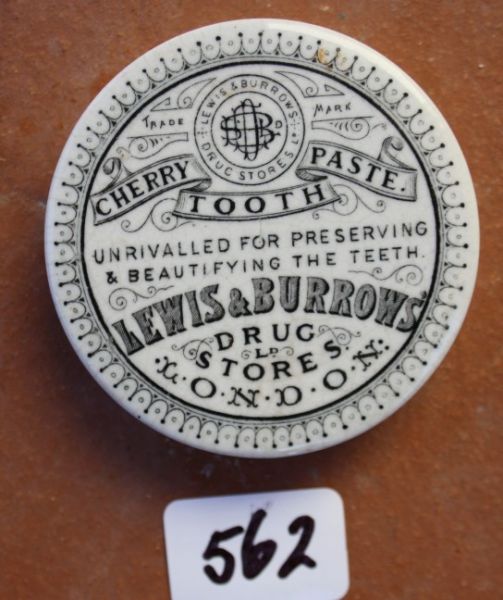 LEWIS & BURROWS'
DRUG STORES LD
TRADE MARK
CHERRY TOOTH PASTE.
UNRIVALLED FOR PRESERVING
& BEAUTIFYING THE TEETH.
LEWIS & BURROWS'
DRUG
LD
STORES.
LONDON
562